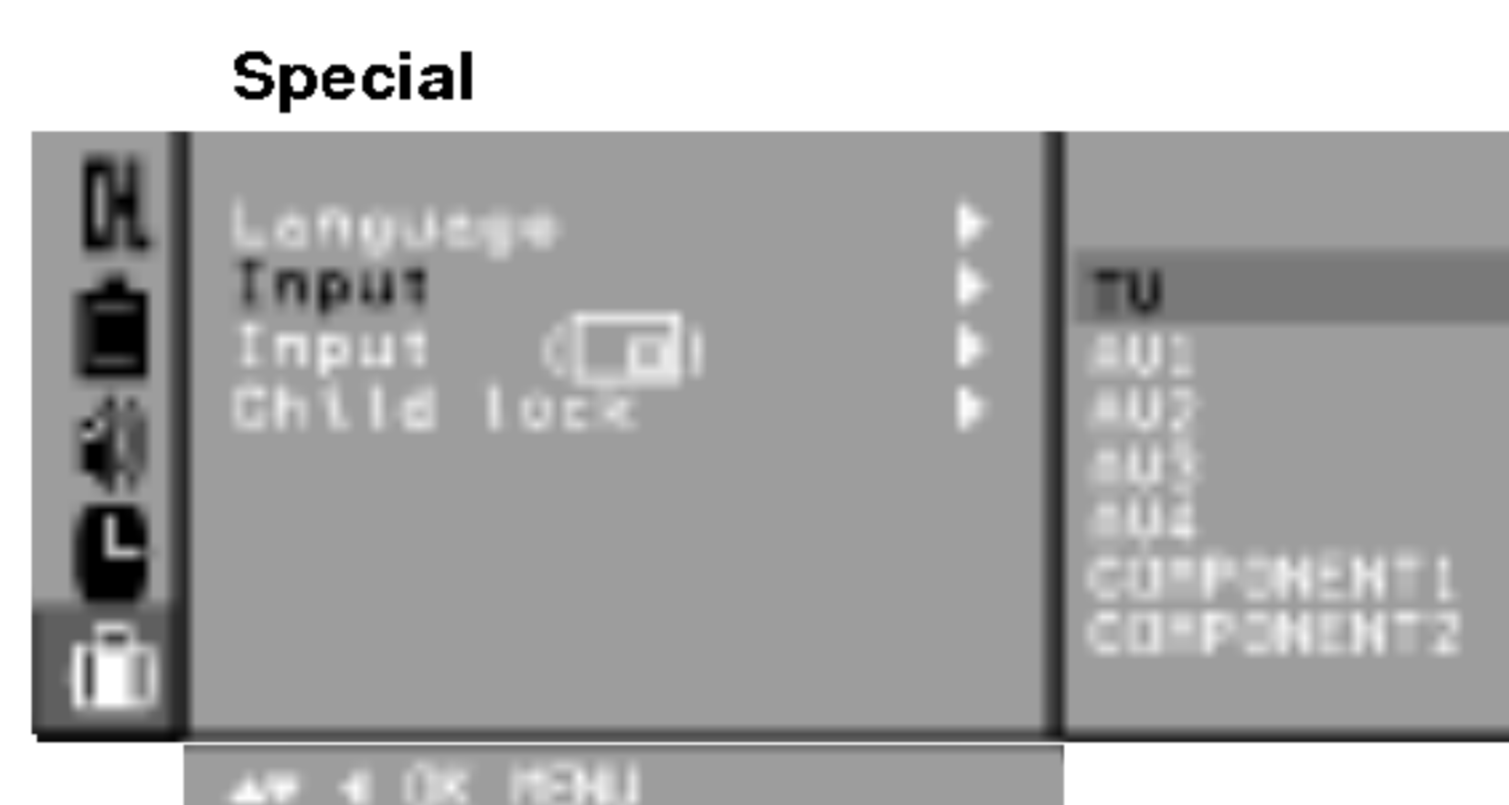 Special
Language
Input
Input ( )
Child lock
TV
AV1
AV2
AV3
AV4
COMPONENT1
COMPONENT2
▲▼ ◀ OK MENU